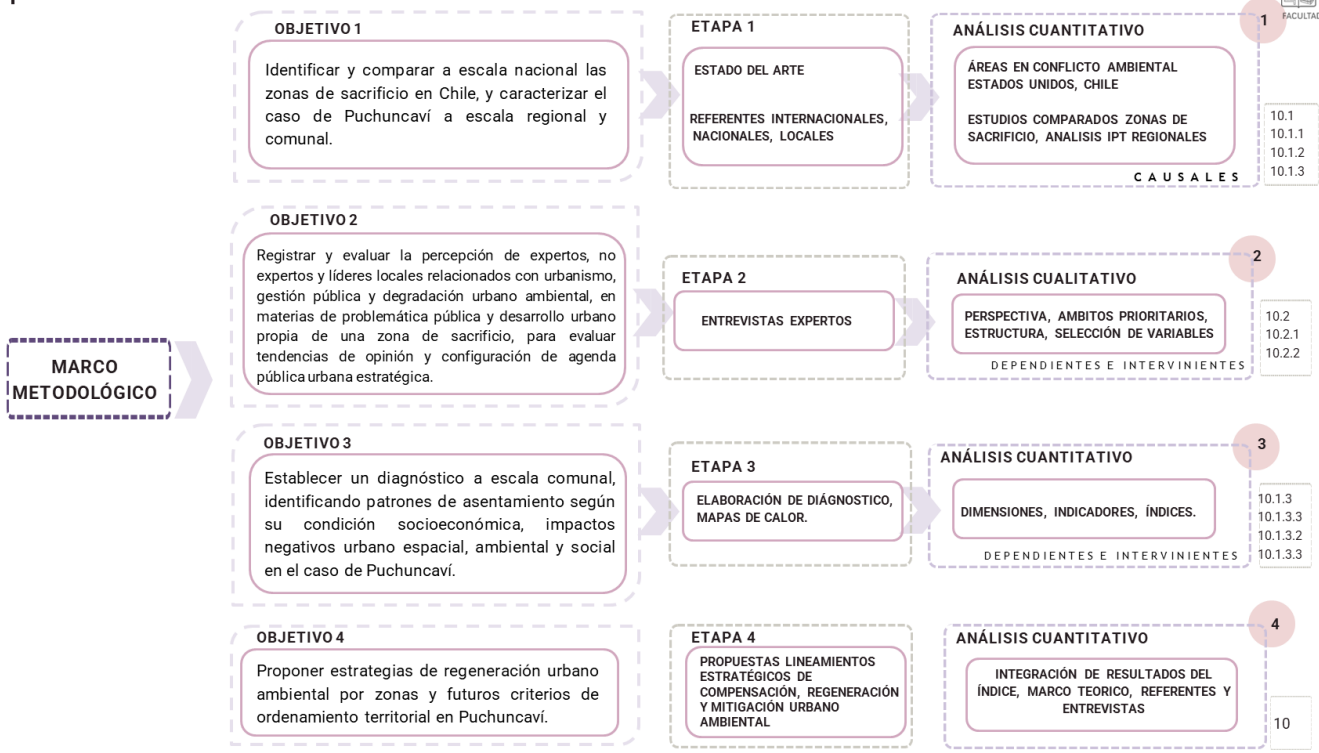 FACULTAD
MARCO
METODOLÓGICO
OBJETIVO 1
Identificar y comparar a escala nacional las
zonas de sacrificio en Chile, y caracterizar el
caso de Puchuncaví a escala regional y
comunal.
ETAPA 1
ESTADO DEL ARTE
REFERENTES INTERNACIONALES,
NACIONALES, LOCALES
ANÁLISIS CUANTITATIVO
1
ÁREAS EN CONFLICTO AMBIENTAL
ESTADOS UNIDOS, CHILE
ESTUDIOS COMPARADOS ZONAS DE
SACRIFICIO, ANALISIS IPT REGIONALES
CAUSALES
10.1
10.1.1
10.1.2
10.1.3
OBJETIVO 2
Registrar y evaluar la percepción de expertos, no
expertos y líderes locales relacionados con urbanismo,
gestión pública y degradación urbano ambiental, en
materias de problemática pública y desarrollo urbano
propia de una zona de sacrificio, para evaluar
tendencias de opinión y configuración de agenda
pública urbana estratégica.
ETAPA 2
ENTREVISTAS EXPERTOS
ANÁLISIS CUALITATIVO
2
PERSPECTIVA, AMBITOS PRIORITARIOS,
ESTRUCTURA, SELECCIÓN DE VARIABLES
DEPENDIENTES E INTERVINIENTES
10.2
10.2.1
10.2.2
OBJETIVO 3
Establecer un diagnóstico a escala comunal,
identificando patrones de asentamiento según
su condición socioeconómica, impactos
negativos urbano espacial, ambiental y social
en el caso de Puchuncaví.
ETAPA 3
ELABORACIÓN DE DIÁGNOSTICO,
MAPAS DE CALOR.
ANÁLISIS CUANTITATIVO
3
DIMENSIONES, INDICADORES, ÍNDICES.
DEPENDIENTES E INTERVINIENTES
10.1.3
10.1.3.3
10.1.3.2
10.1.3.3
OBJETIVO 4
Proponer estrategias de regeneración urbano
ambiental por zonas y futuros criterios de
ordenamiento territorial en Puchuncaví.
ETAPA 4
PROPUESTAS LINEAMIENTOS
ESTRATÉGICOS DE
COMPENSACIÓN, REGENERACIÓN
Y MITIGACIÓN URBANO
AMBIENTAL
ANÁLISIS CUANTITATIVO
4
INTEGRACIÓN DE RESULTADOS DEL
ÍNDICE, MARCO TEORICO, REFERENTES Y
ENTREVISTAS
10